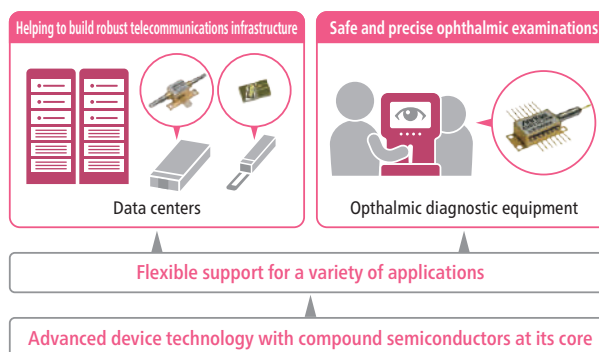 Helping to build robust telecommunications infrastructure
Safe and precise ophthalmic examinations
Data centers
Opthalmic diagnostic equipment
Flexible support for a variety of applications
Advanced device technology with compound semiconductors at its core